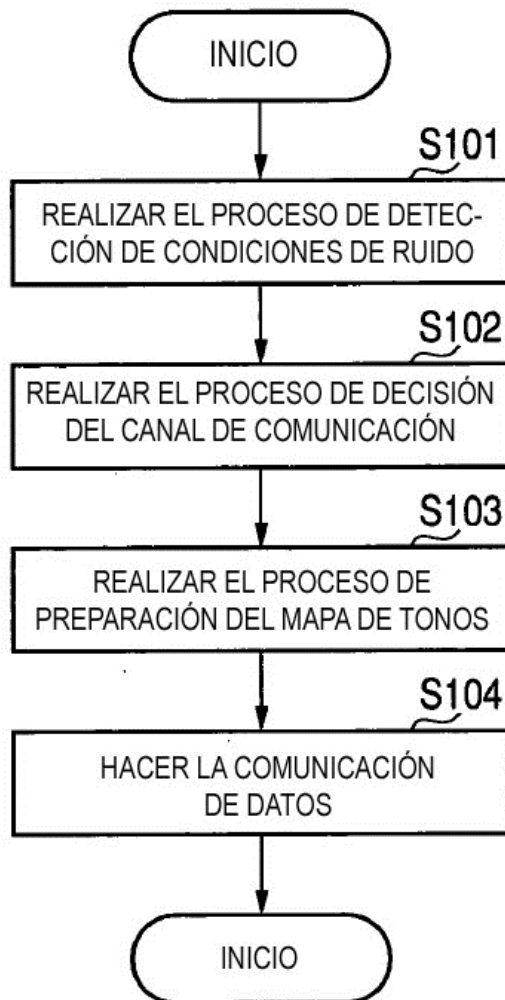 INICIO
S101
REALIZAR EL PROCESO DE DETEC-
CIÓN DE CONDICIONES DE RUIDO
S102
REALIZAR EL PROCESO DE DECISIÓN
DEL CANAL DE COMUNICACIÓN
S103
REALIZAR EL PROCESO DE
PREPARACIÓN DEL MAPA DE TONOS
S104
HACER LA COMUNICACIÓN
DE DATOS
INICIO